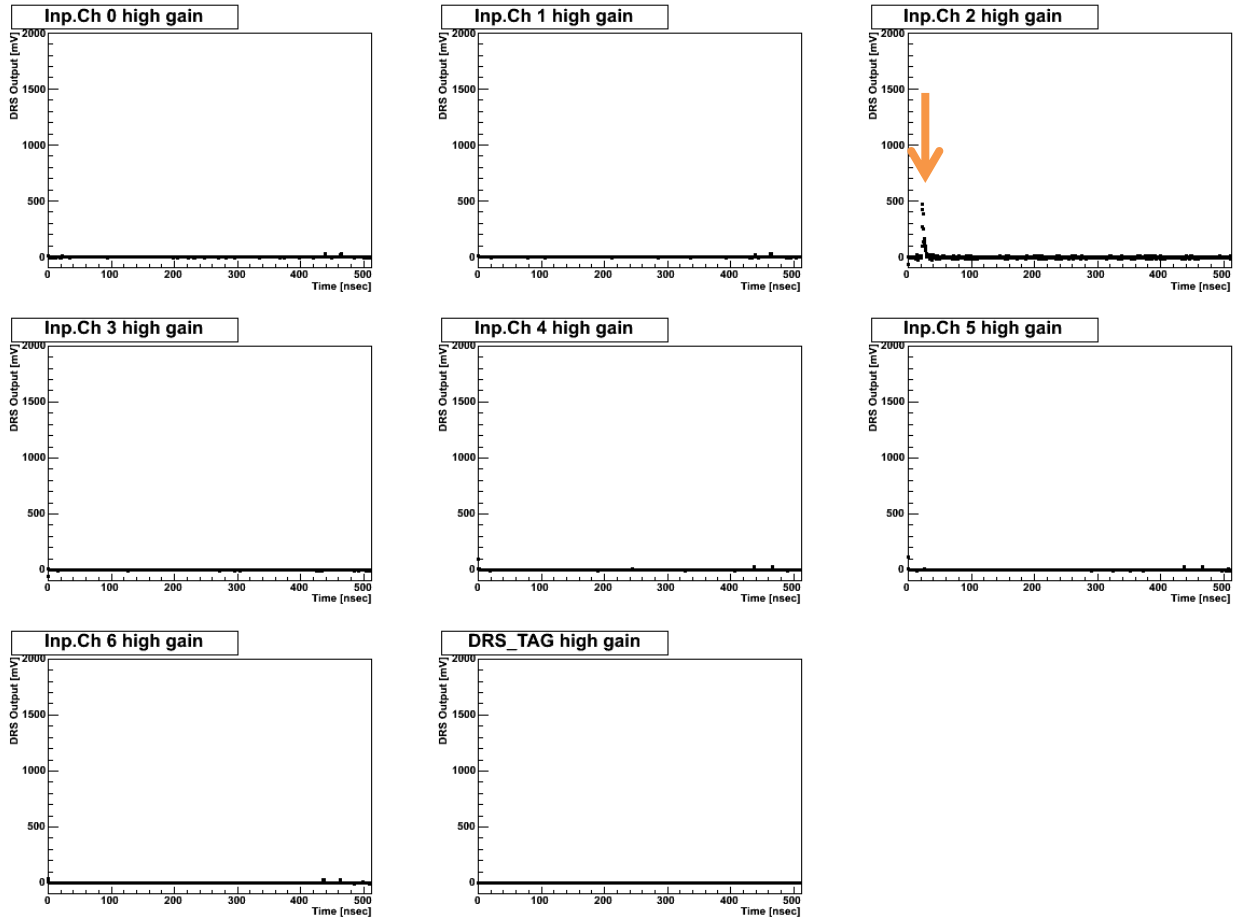 Inp.Ch 0 high gain
DRS Output [mV]
2000
1500
1000
500
0
0 100 200 300 400 500
Time [nsec]
Inp.Ch 1 high gain
DRS Output [mV]
2000
1500
1000
500
0
0 100 200 300 400 500
Time [nsec]
Inp.Ch 2 high gain
DRS Output [mV]
2000
1500
1000
500
0
0 100 200 300 400 500
Time [nsec]
Inp.Ch 3 high gain
DRS Output [mV]
2000
1500
1000
500
0
0 100 200 300 400 500
Time [nsec]
Inp.Ch 4 high gain
DRS Output [mV]
2000
1500
1000
500
0
0 100 200 300 400 500
Time [nsec]
Inp.Ch 5 high gain
DRS Output [mV]
2000
1500
1000
500
0
0 100 200 300 400 500
Time [nsec]
Inp.Ch 6 high gain
DRS Output [mV]
2000
1500
1000
500
0
0 100 200 300 400 500
Time [nsec]
DRS_TAG high gain
DRS Output [mV]
2000
1500
1000
500
0
0 100 200 300 400 500
Time [nsec]